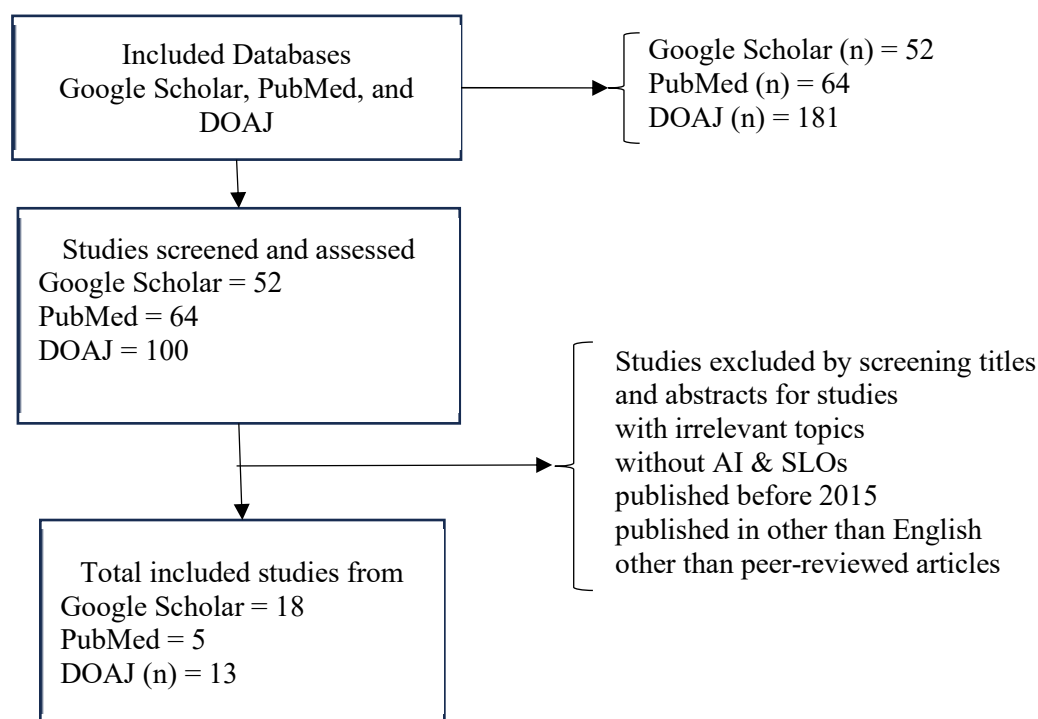 Included Databases
Google Scholar, PubMed, and
DOAJ
Google Scholar (n) = 52
PubMed (n) = 64
DOAJ (n) = 181
Studies screened and assessed
Google Scholar = 52
PubMed = 64
DOAJ = 100
Studies excluded by screening titles
and abstracts for studies
with irrelevant topics
without AI & SLOs
published before 2015
published in other than English
other than peer-reviewed articles
Total included studies from
Google Scholar = 18
PubMed = 5
DOAJ (n) = 13